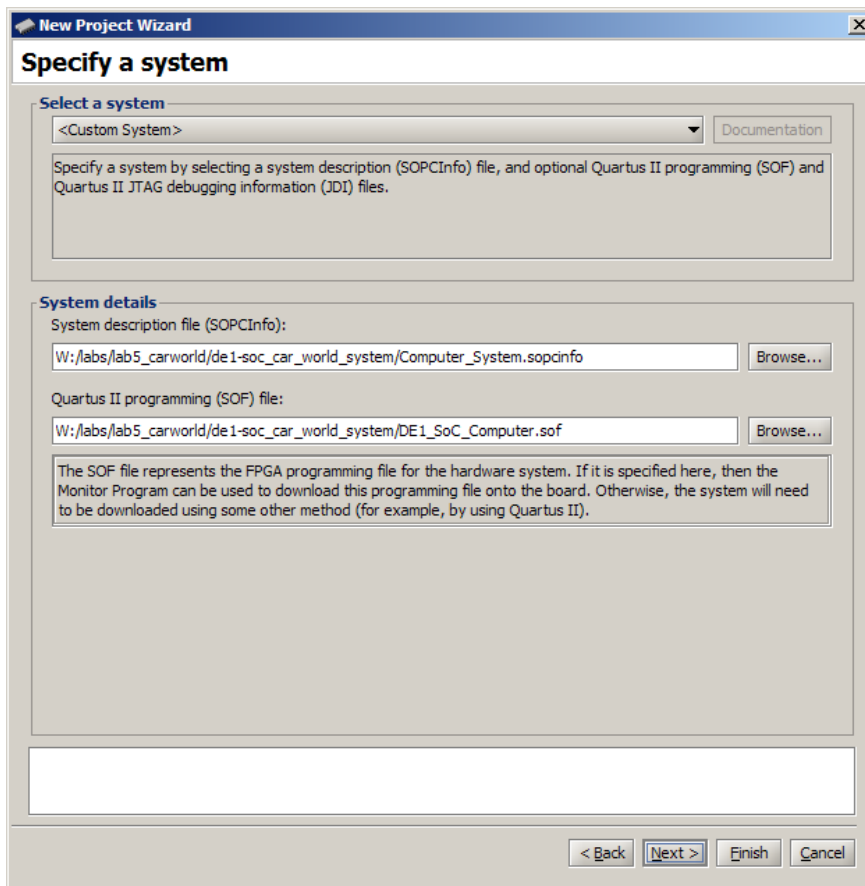 New Project Wizard
Specify a system
Select a system
<Custom System>
Documentation
Specify a system by selecting a system description (SOPCInfo) file, and optional Quartus II programming (SOF) and
Quartus II JTAG debugging information (JDI) files.
System details
System description file (SOPCInfo):
W:/labs/lab5_carworld/de1-soc_car_world_system/Computer_System.sopcinfo
Browse...
Quartus II programming (SOF) file:
W:/labs/lab5_carworld/de1-soc_car_world_system/DE1_SoC_Computer.sof
Browse...
The SOF file represents the FPGA programming file for the hardware system. If it is specified here, then the
Monitor Program can be used to download this programming file onto the board. Otherwise, the system will need
to be downloaded using some other method (for example, by using Quartus II).
< Back
Next >
Finish
Cancel